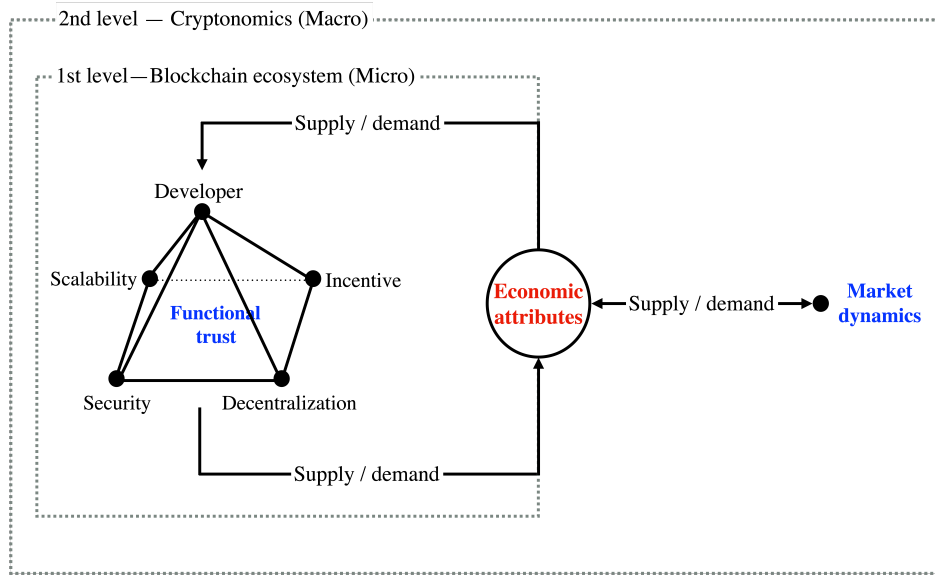 2nd level — Cryptonomics (Macro)
1st level—Blockchain ecosystem (Micro)
Supply / demand
Developer
Scalability
Incentive
Functional
trust
Economic
attributes
Supply / demand
Market
dynamics
Security
Decentralization
Supply / demand